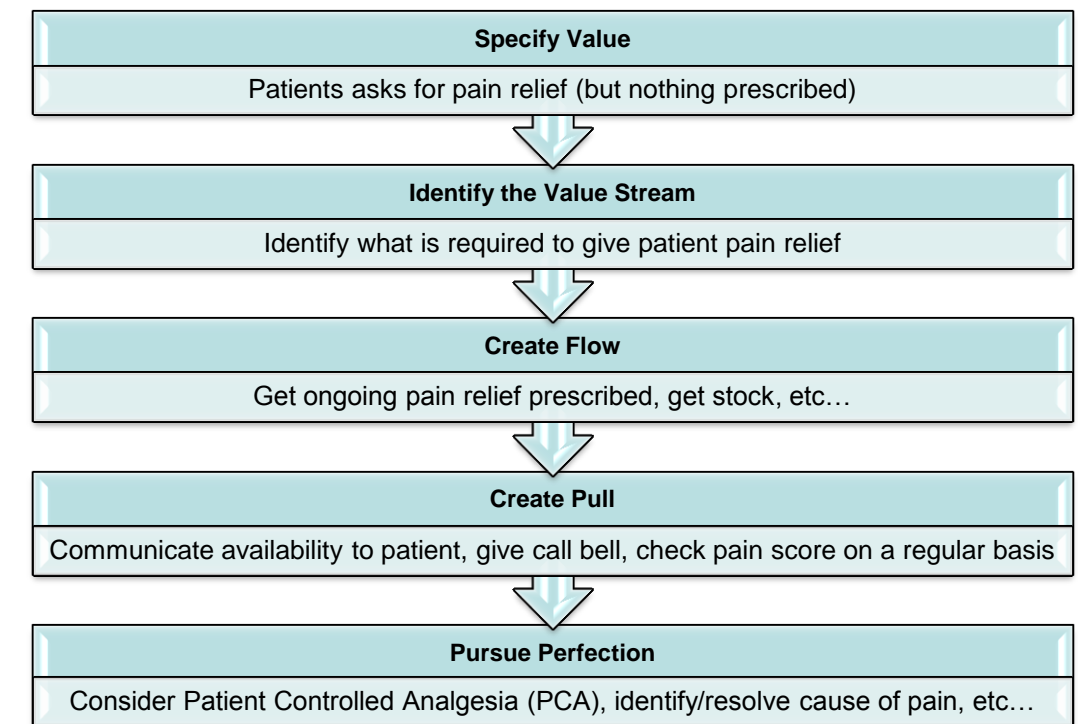 Specify Value
Patients asks for pain relief (but nothing prescribed)
Identify the Value Stream
Identify what is required to give patient pain relief
Create Flow
Get ongoing pain relief prescribed, get stock, etc…
Create Pull
Communicate availability to patient, give call bell, check pain score on a regular basis
Pursue Perfection
Consider Patient Controlled Analgesia (PCA), identify/resolve cause of pain, etc…